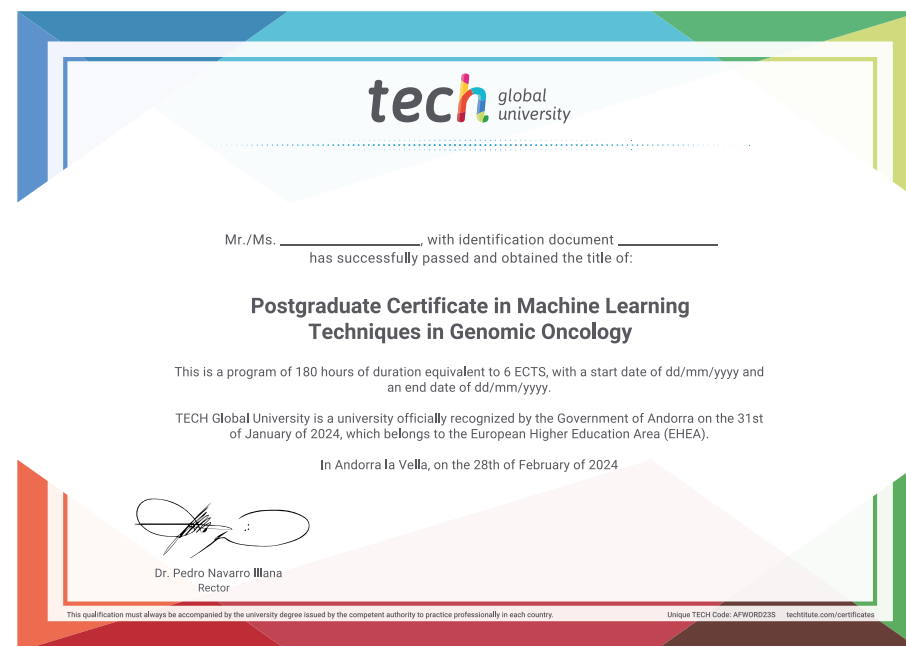 tech global
university
Mr./Ms. ____________________, with identification document ______________
has successfully passed and obtained the title of:
Postgraduate Certificate in Machine Learning
Techniques in Genomic Oncology
This is a program of 180 hours of duration equivalent to 6 ECTS, with a start date of dd/mm/yyyy and
an end date of dd/mm/yyyy.
TECH Global University is a university officially recognized by the Government of Andorra on the 31st
of January of 2024, which belongs to the European Higher Education Area (EHEA).
In Andorra la Vella, on the 28th of February of 2024
Dr. Pedro Navarro Illana
Rector
This qualification must always be accompanied by the university degree issued by the competent authority to practice professionally in each country. Unique TECH Code: AFWORD23S techtitute.com/certificates